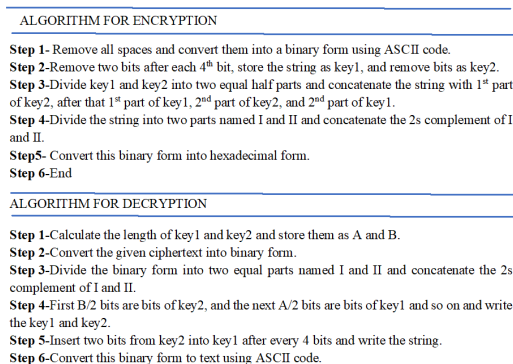 ALGORITHM FOR ENCRYPTION
Step 1- Remove all spaces and convert them into a binary form using ASCII code.
Step 2-Remove two bits after each 4th bit, store the string as key1, and remove bits as key2.
Step 3-Divide key1 and key2 into two equal half parts and concatenate the string with 1st part
of key2, after that 1st part of key1, 2nd part of key2, and 2nd part of key1.
Step 4-Divide the string into two parts named I and II and concatenate the 2s complement of I
and II.
Step5- Convert this binary form into hexadecimal form.
Step 6-End
ALGORITHM FOR DECRYPTION
Step 1-Calculate the length of key1 and key2 and store them as A and B.
Step 2-Convert the given ciphertext into binary form.
Step 3-Divide the binary form into two equal parts named I and II and concatenate the 2s
complement of I and II.
Step 4-First B/2 bits are bits of key2, and the next A/2 bits are bits of key1 and so on and write
the key1 and key2.
Step 5-Insert two bits from key2 into key1 after every 4 bits and write the string.
Step 6-Convert this binary form to text using ASCII code.